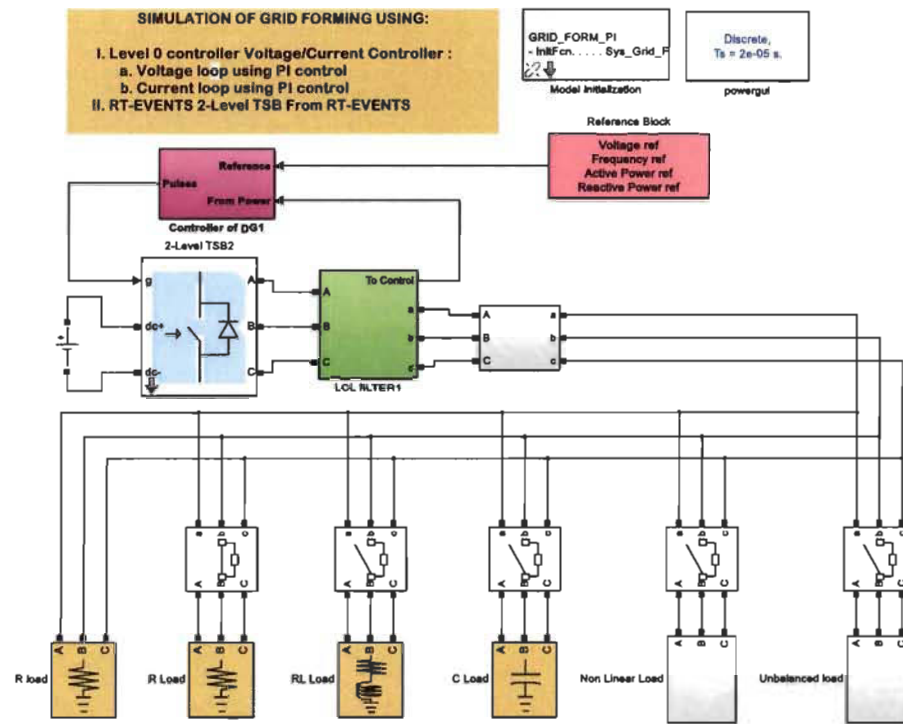 SIMULATION OF GRID FORMING USING:
I. Level 0 controller Voltage/Current Controller :
a. Voltage loop using PI control
b. Current loop using PI control
II. RT-EVENTS 2-Level TSB From RT-EVENTS
GRID_FORM_PI
- InitFcn. . . . . Sys_Grid_F
Model Initialization
Discrete,
Ts = 2e-05 s.
powergui
Reference Block
Voltage ref
Frequency ref
Active Power ref
Reactive Power ref
Reference
Pulses
From Power
Controller of DG1
2-Level TSB2
g
dc+
dc-
A
B
C
To Control
A
B
C
a
b
c
LCL FILTER1
A
B
C
a
b
c
a b c
A B C
a b c
A B C
a b c
A B C
a b c
A B C
a b c
A B C
A B C
R load
A B C
R Load
A B C
RL Load
A B C
C Load
A B C
Non Linear Load
A B C
Unbalanced load